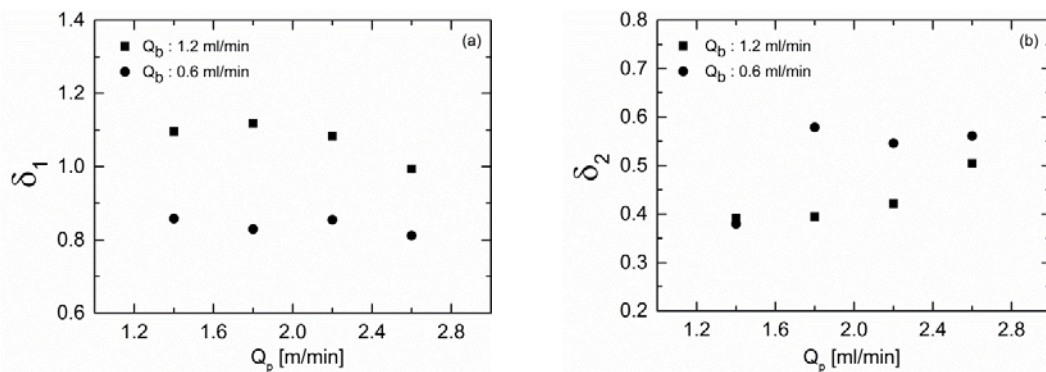 1.4
(a)
■ Q_b : 1.2 ml/min
● Q_b : 0.6 ml/min
1.2
δ_1
1.0
0.8
0.6
1.2 1.6 2.0 2.4 2.8
Q_p [m/min]
0.8
(b)
■ Q_b : 1.2 ml/min
● Q_b : 0.6 ml/min
0.7
0.6
δ_2
0.5
0.4
0.3
0.2
1.2 1.6 2.0 2.4 2.8
Q_p [ml/min]